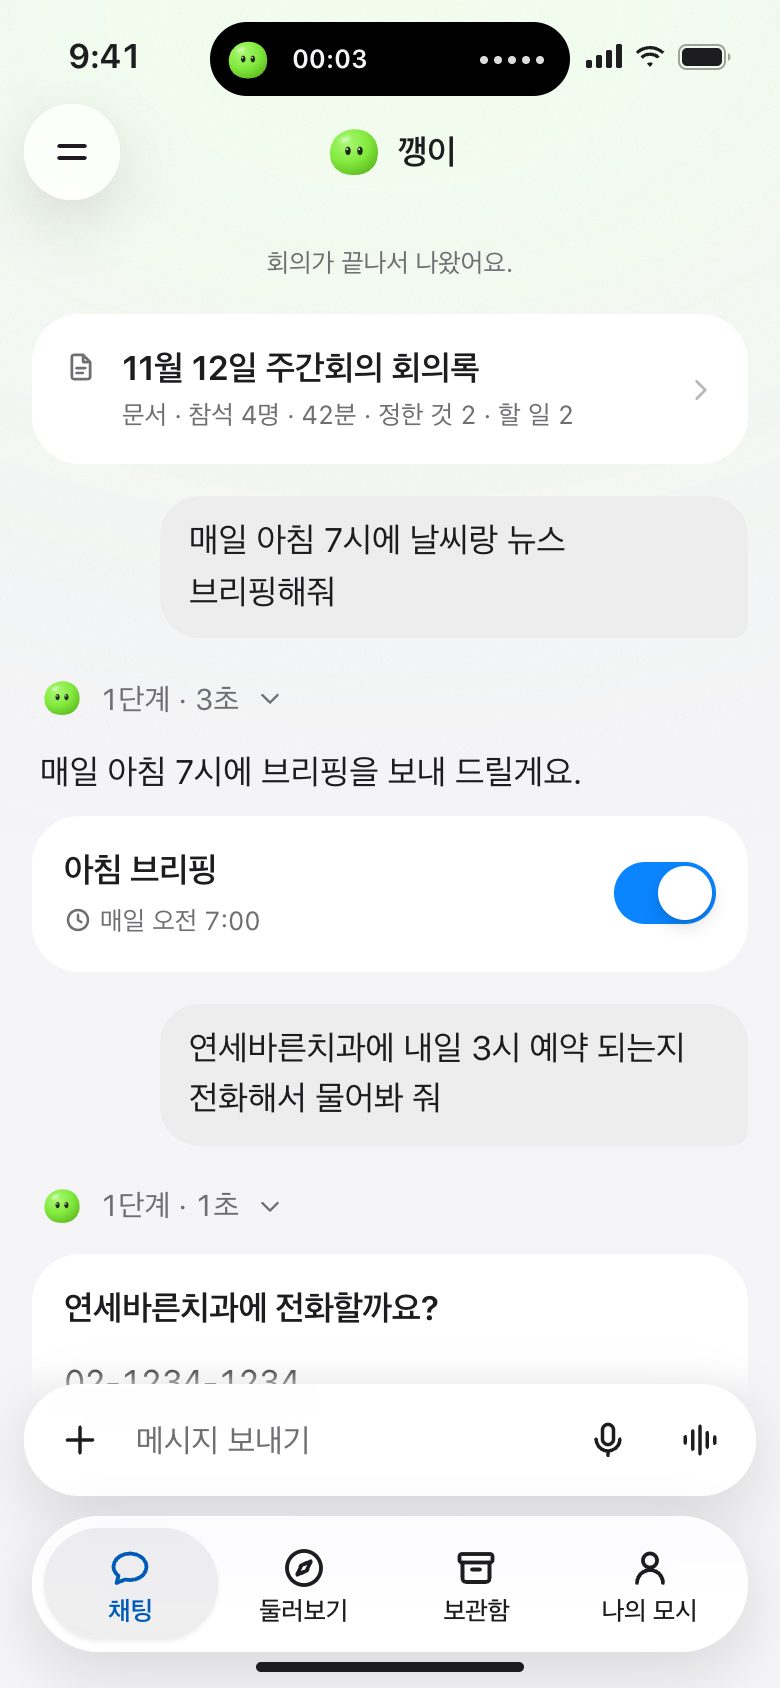 9:41
00:03
깽이
회의가 끝나서 나왔어요.
11월 12일 주간회의 회의록
문서 · 참석 4명 · 42분 · 정한 것 2 · 할 일 2
매일 아침 7시에 날씨랑 뉴스
브리핑해줘
1단계 · 3초
매일 아침 7시에 브리핑을 보내 드릴게요.
아침 브리핑
매일 오전 7:00
연세바른치과에 내일 3시 예약 되는지
전화해서 물어봐 줘
1단계 · 1초
연세바른치과에 전화할까요?
02-1234-1234
메시지 보내기
채팅
둘러보기
보관함
나의 모시